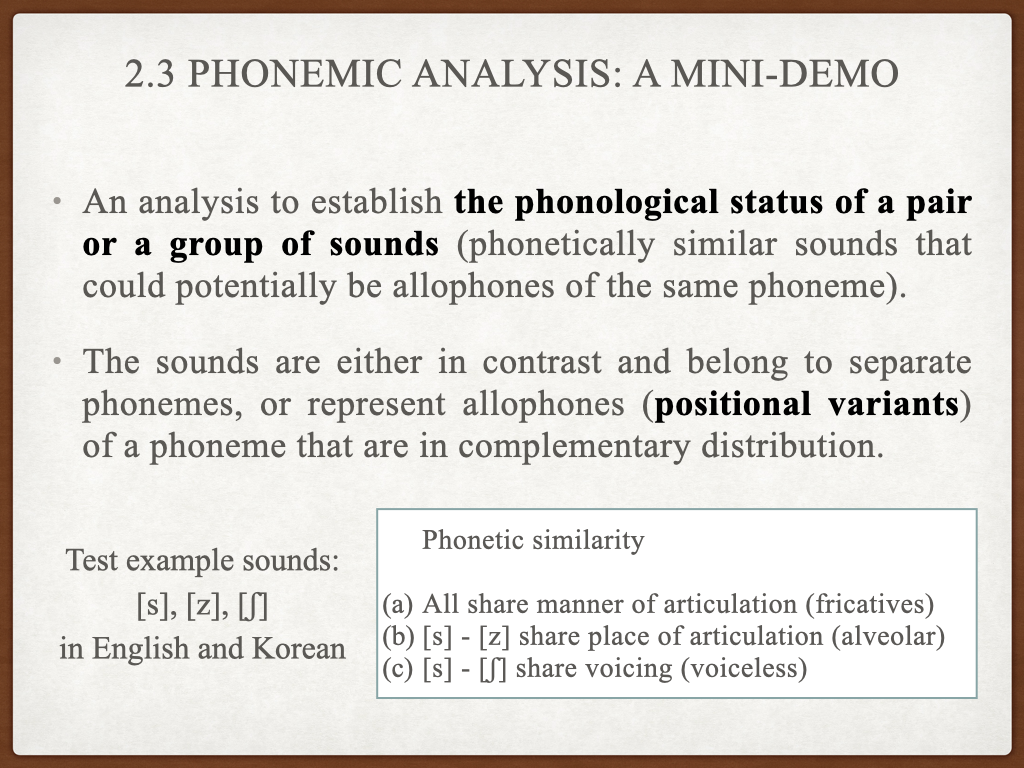 2.3 PHONEMIC ANALYSIS: A MINI-DEMO
• An analysis to establish the phonological status of a pair
or a group of sounds (phonetically similar sounds that
could potentially be allophones of the same phoneme).
• The sounds are either in contrast and belong to separate
phonemes, or represent allophones (positional variants)
of a phoneme that are in complementary distribution.
Test example sounds:
[s], [z], [ʃ]
in English and Korean
Phonetic similarity
(a) All share manner of articulation (fricatives)
(b) [s] - [z] share place of articulation (alveolar)
(c) [s] - [ʃ] share voicing (voiceless)